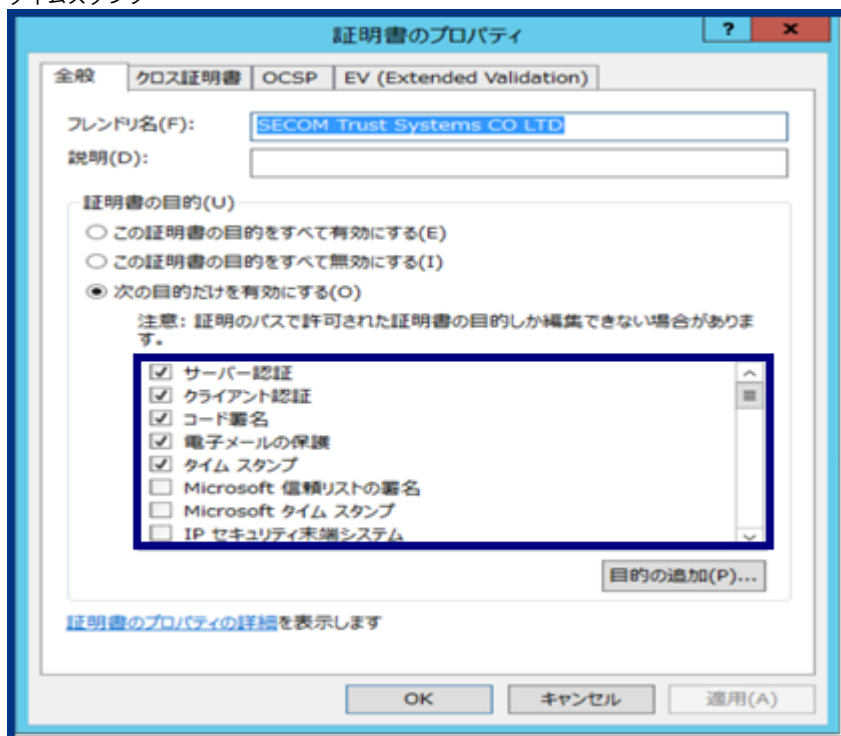 証明書のプロパティ
? ×
全般 クロス証明書 OCSP EV (Extended Validation)
フレンドリ名(F): SECOM Trust Systems CO LTD
説明(D):
証明書の目的(U)
この証明書の目的をすべて有効にする(E)
この証明書の目的をすべて無効にする(I)
次の目的だけを有効にする(O)
注意: 証明のパスで許可された証明書の目的しか編集できない場合がありま
す。
サーバー認証
クライアント認証
コード署名
電子メールの保護
タイム スタンプ
Microsoft 信頼リストの署名
Microsoft タイム スタンプ
IP セキュリティ末端システム
目的の追加(P)...
証明書のプロパティの詳細を表示します
OK キャンセル 適用(A)